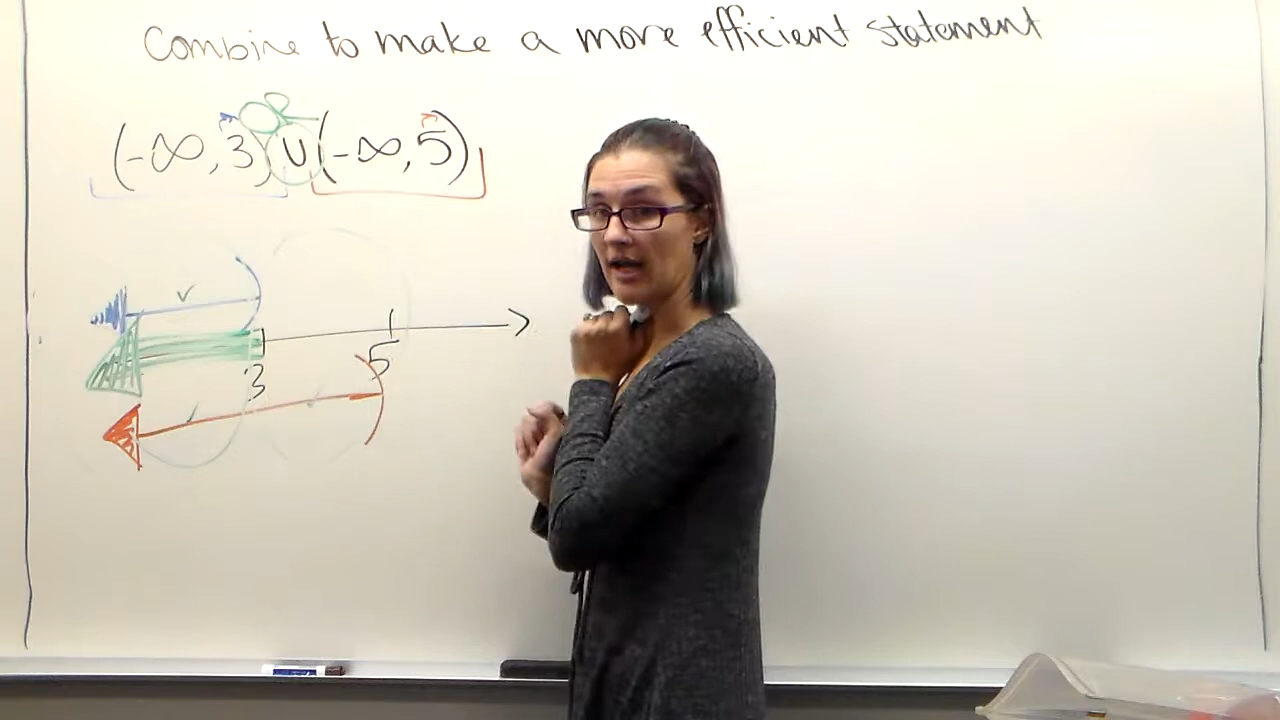 Combine to make a more efficient statement
(-∞, 3) ∪ (-∞, 5)
5
3